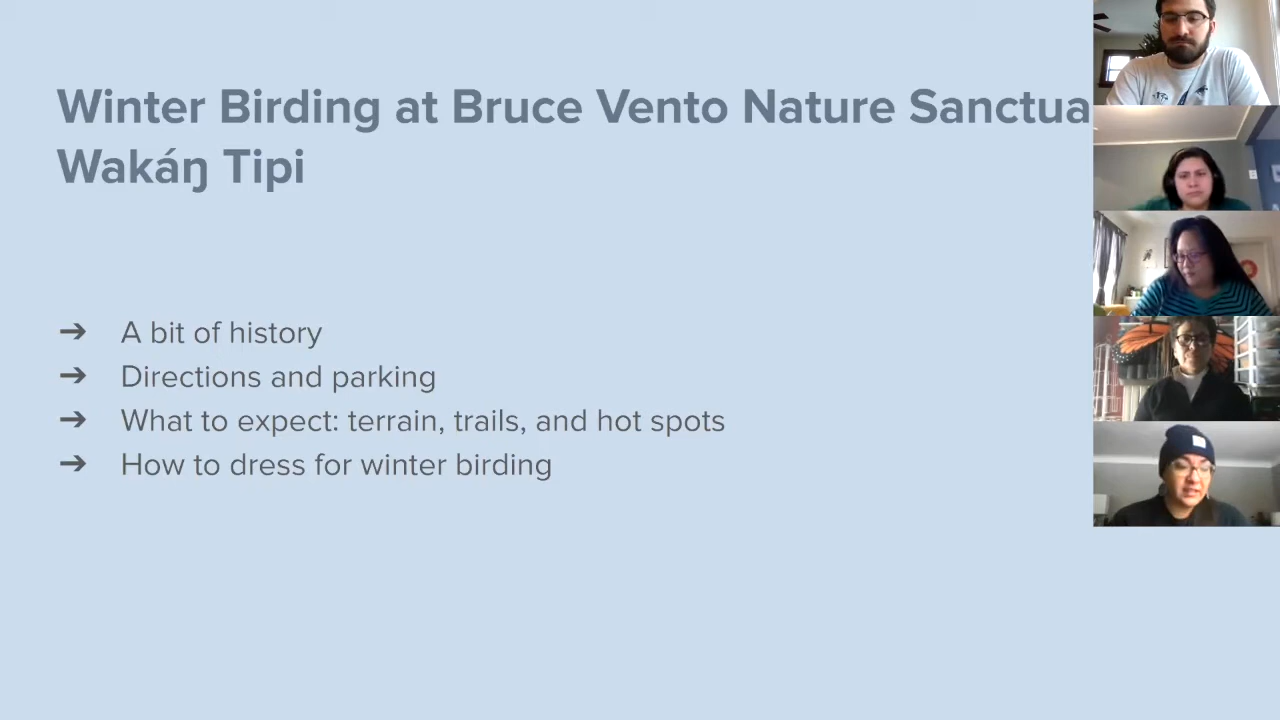 Winter Birding at Bruce Vento Nature Sanctua
Wakáŋ Tipi
➔ A bit of history
➔ Directions and parking
➔ What to expect: terrain, trails, and hot spots
➔ How to dress for winter birding